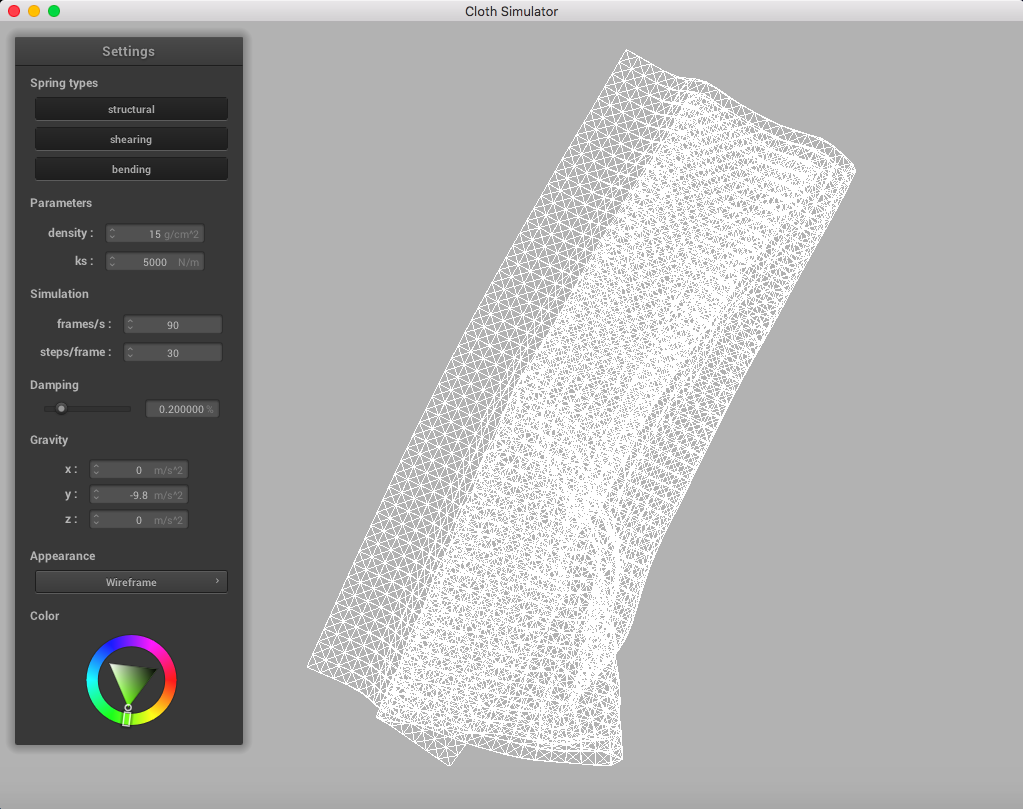 Cloth Simulator
Settings
Spring types
structural
shearing
bending
Parameters
density : 15 g/cm^2
ks : 5000 N/m
Simulation
frames/s : 90
steps/frame : 30
Damping
0.200000 %
Gravity
x : 0 m/s^2
y : -9.8 m/s^2
z : 0 m/s^2
Appearance
Wireframe ›
Color